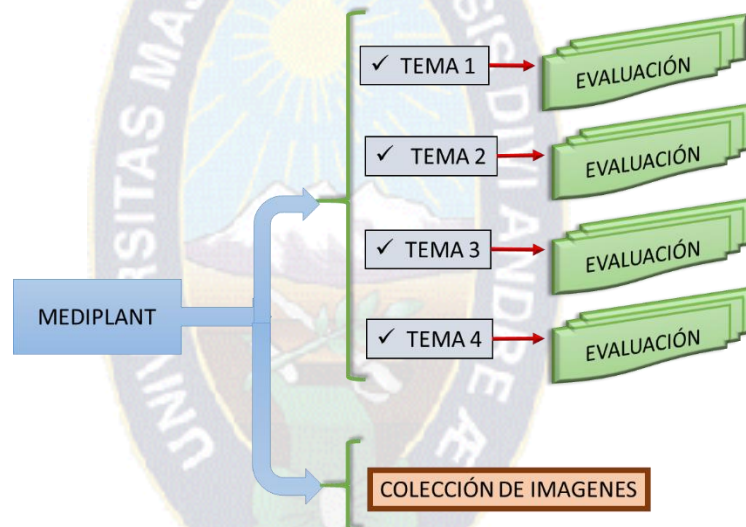 ✓ TEMA 1
EVALUACIÓN
✓ TEMA 2
EVALUACIÓN
✓ TEMA 3
EVALUACIÓN
MEDIPLANT
✓ TEMA 4
EVALUACIÓN
COLECCIÓN DE IMAGENES